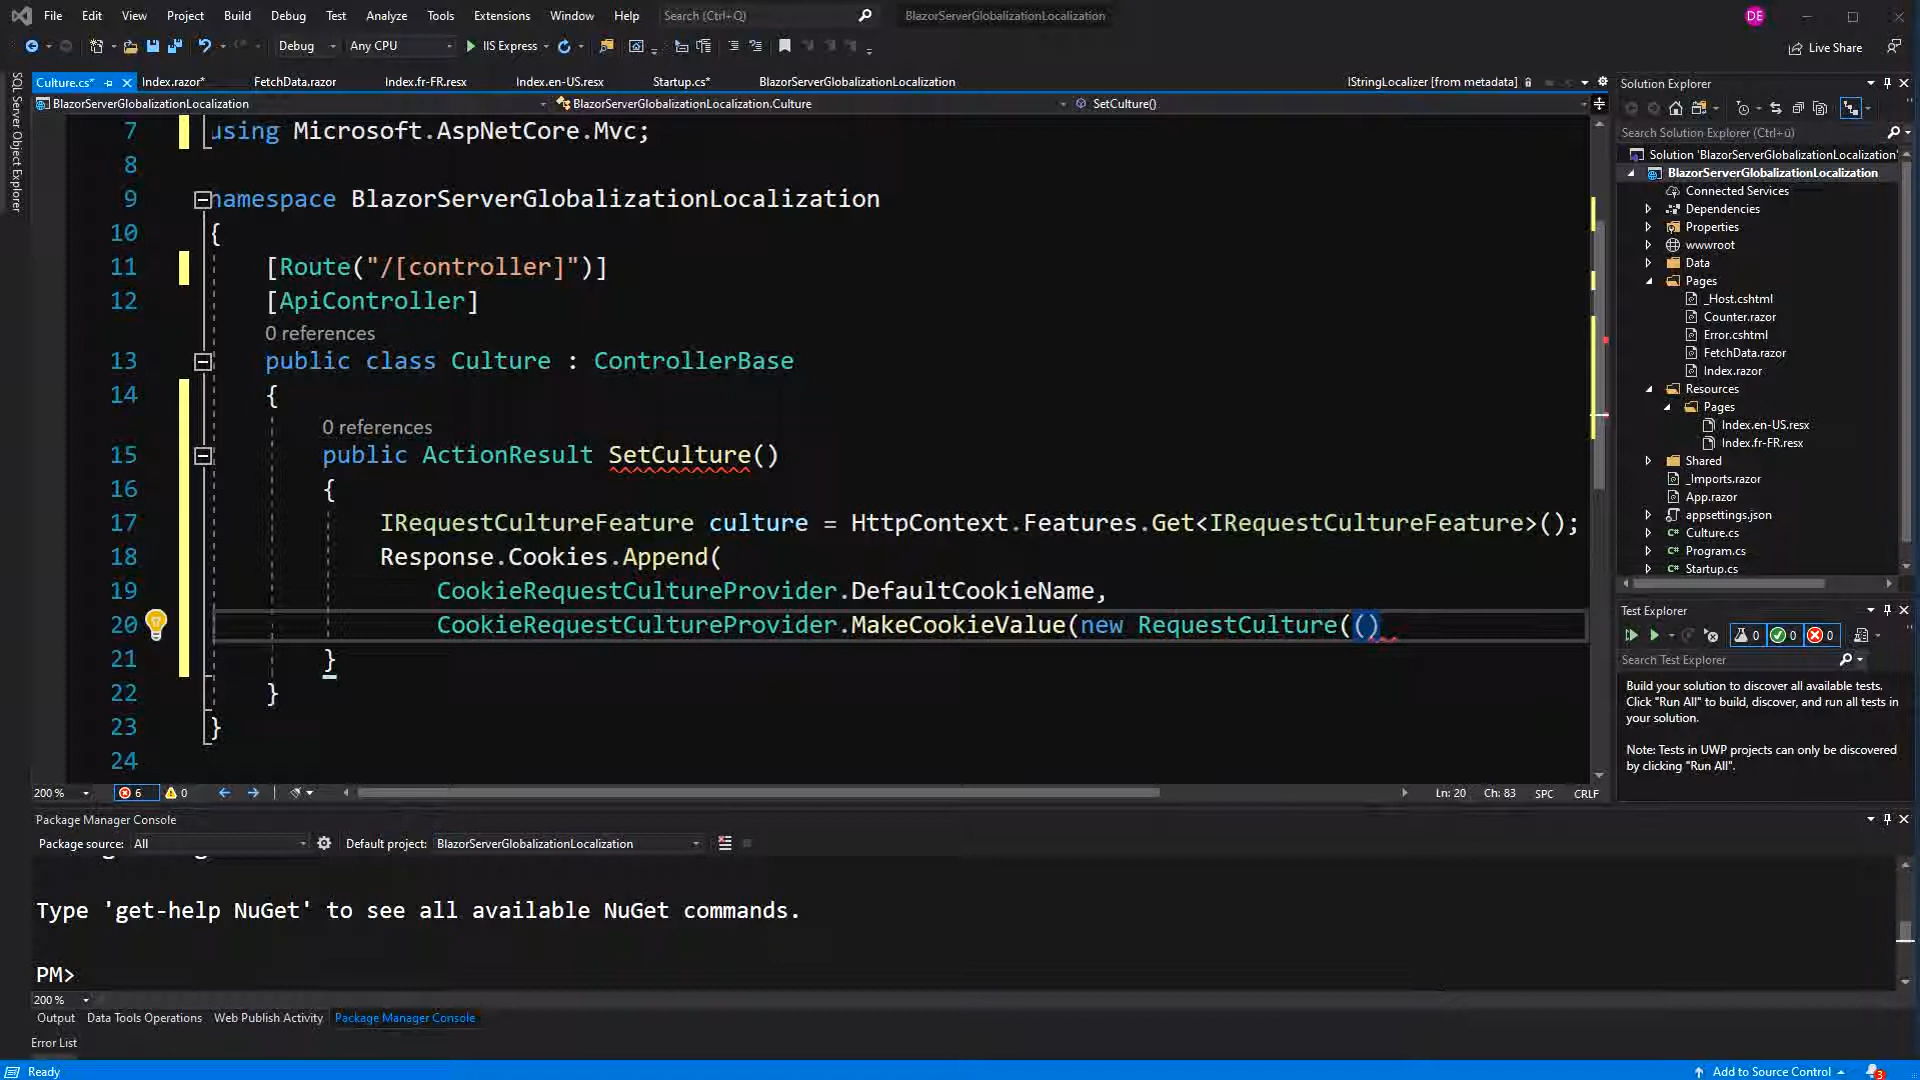 File Edit View Project Build Debug Test Analyze Tools Extensions Window Help Search (Ctrl+Q) BlazorServerGlobalizationLocalization DE
Debug Any CPU IIS Express Live Share
SQL Server Object Explorer
Culture.cs* Index.razor* FetchData.razor Index.fr-FR.resx Index.en-US.resx Startup.cs* BlazorServerGlobalizationLocalization IStringLocalizer [from metadata]
BlazorServerGlobalizationLocalization BlazorServerGlobalizationLocalization.Culture SetCulture()
7 using Microsoft.AspNetCore.Mvc;
8
9 namespace BlazorServerGlobalizationLocalization
10 {
11 [Route("/[controller]")]
12 [ApiController]
0 references
13 public class Culture : ControllerBase
14 {
0 references
15 public ActionResult SetCulture()
16 {
17 IRequestCultureFeature culture = HttpContext.Features.Get<IRequestCultureFeature>();
18 Response.Cookies.Append(
19 CookieRequestCultureProvider.DefaultCookieName,
20 CookieRequestCultureProvider.MakeCookieValue(new RequestCulture(()
21 }
22 }
23 }
24
200 % 6 0 Ln: 20 Ch: 83 SPC CRLF
Solution Explorer
Search Solution Explorer (Ctrl+ü)
Solution 'BlazorServerGlobalizationLocalization'
BlazorServerGlobalizationLocalization
Connected Services
Dependencies
Properties
wwwroot
Data
Pages
_Host.cshtml
Counter.razor
Error.cshtml
FetchData.razor
Index.razor
Resources
Pages
Index.en-US.resx
Index.fr-FR.resx
Shared
_Imports.razor
App.razor
appsettings.json
Culture.cs
Program.cs
Startup.cs
Test Explorer
0 0 0
Search Test Explorer
Build your solution to discover all available tests.
Click "Run All" to build, discover, and run all tests in
your solution.
Note: Tests in UWP projects can only be discovered
by clicking "Run All".
Package Manager Console
Package source: All Default project: BlazorServerGlobalizationLocalization
Type 'get-help NuGet' to see all available NuGet commands.
PM>
200 %
Output Data Tools Operations Web Publish Activity Package Manager Console
Error List
Ready Add to Source Control 3